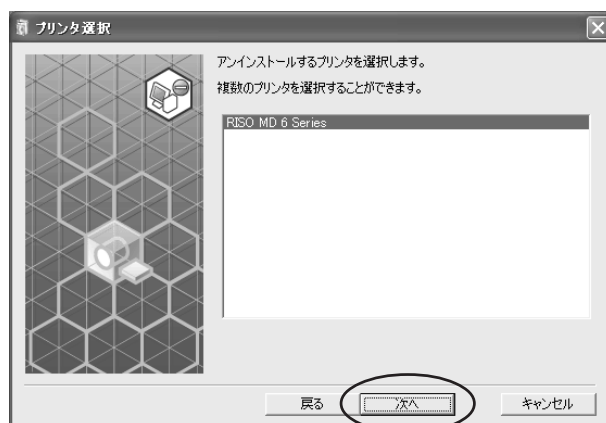 プリンタ選択
アンインストールするプリンタを選択します。
複数のプリンタを選択することができます。
RISO MD 6 Series
戻る
次へ
キャンセル